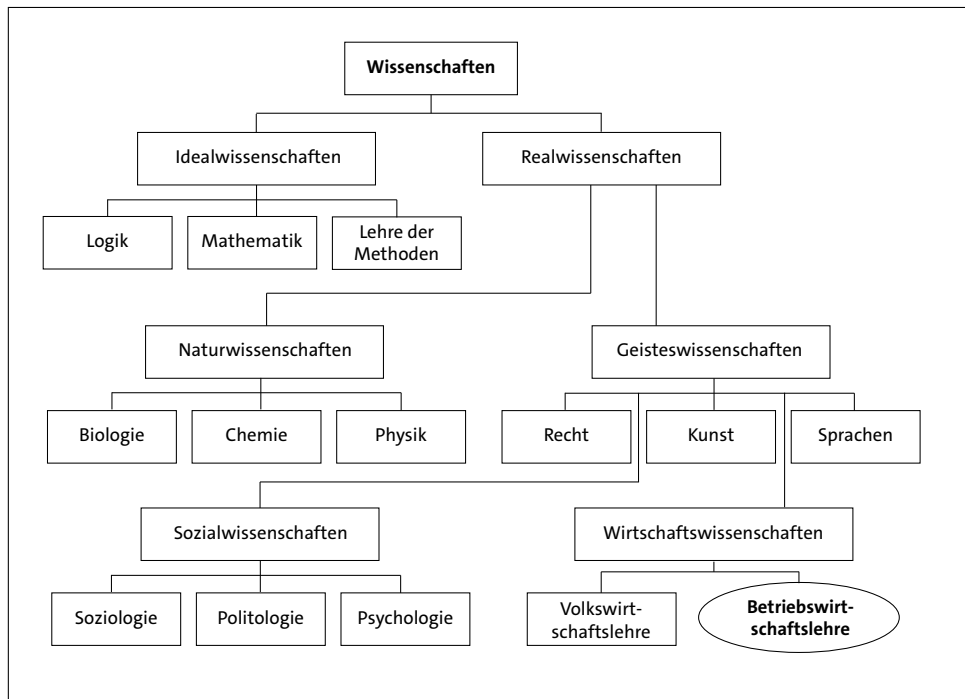 Wissenschaften
Idealwissenschaften
Realwissenschaften
Logik
Mathematik
Lehre der
Methoden
Naturwissenschaften
Geisteswissenschaften
Biologie
Chemie
Physik
Recht
Kunst
Sprachen
Sozialwissenschaften
Wirtschaftswissenschaften
Soziologie
Politologie
Psychologie
Volkswirt-
schaftslehre
Betriebswirt-
schaftslehre